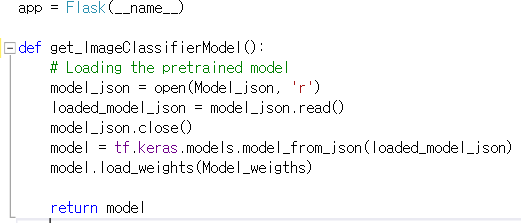 app = Flask(__name__)
def get_ImageClassifierModel():
# Loading the pretrained model
model_json = open(Model_json, 'r')
loaded_model_json = model_json.read()
model_json.close()
model = tf.keras.models.model_from_json(loaded_model_json)
model.load_weights(Model_weigths)
return model